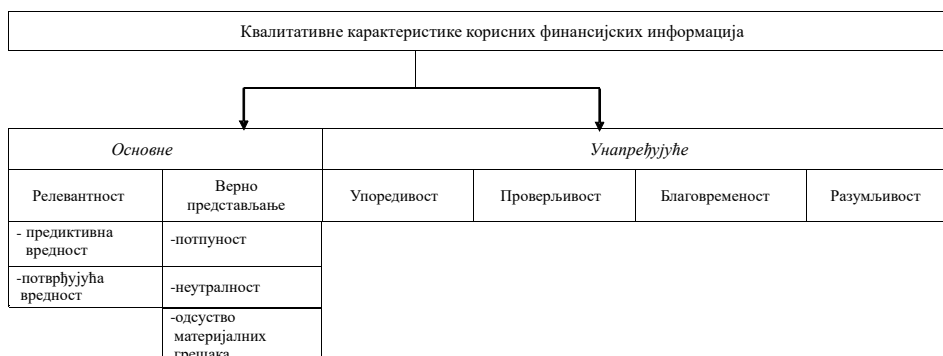 Квалитативне карактеристике корисних финансијских информација
Основне
Унапређујуће
Релевантност
Верно
представљање
Упоредивост
Проверљивост
Благовременост
Разумљивост
- предиктивна
вредност
-потпуност
-потврђујућа
вредност
-неутралност
-одсуство
материјалних
грешака